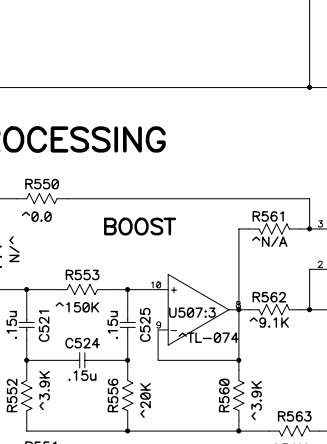 OCESSING
R550
^0.0
BOOST
R561
^N/A
3
N/^
R553
^150K
10
+
U507:3
8
9
-
^TL-074
2
R562
^9.1K
.15u
C521
C524
.15u
.15u
C525
R552
^3.9K
R556
^20K
R560
^3.9K
R563